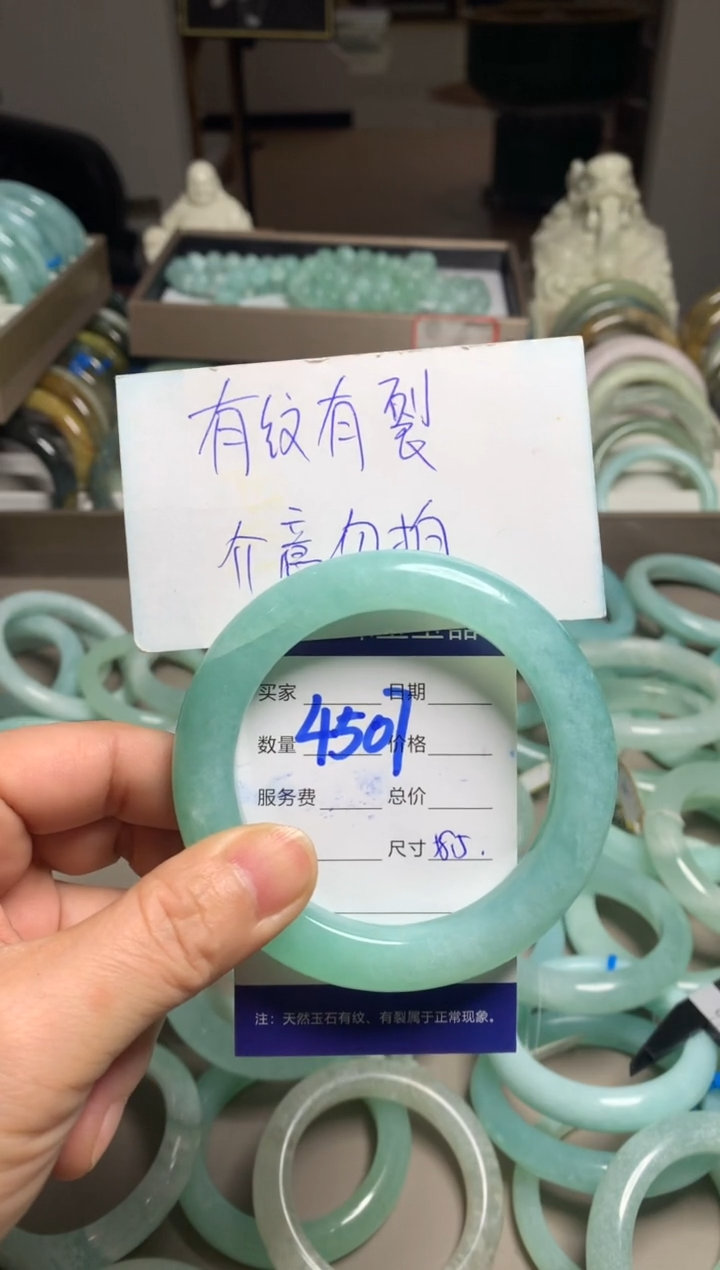 有纹有裂
介意勿拍
买家 日期
4507
数量 价格
服务费 总价
尺寸
注：天然玉石有纹、有裂属于正常现象。